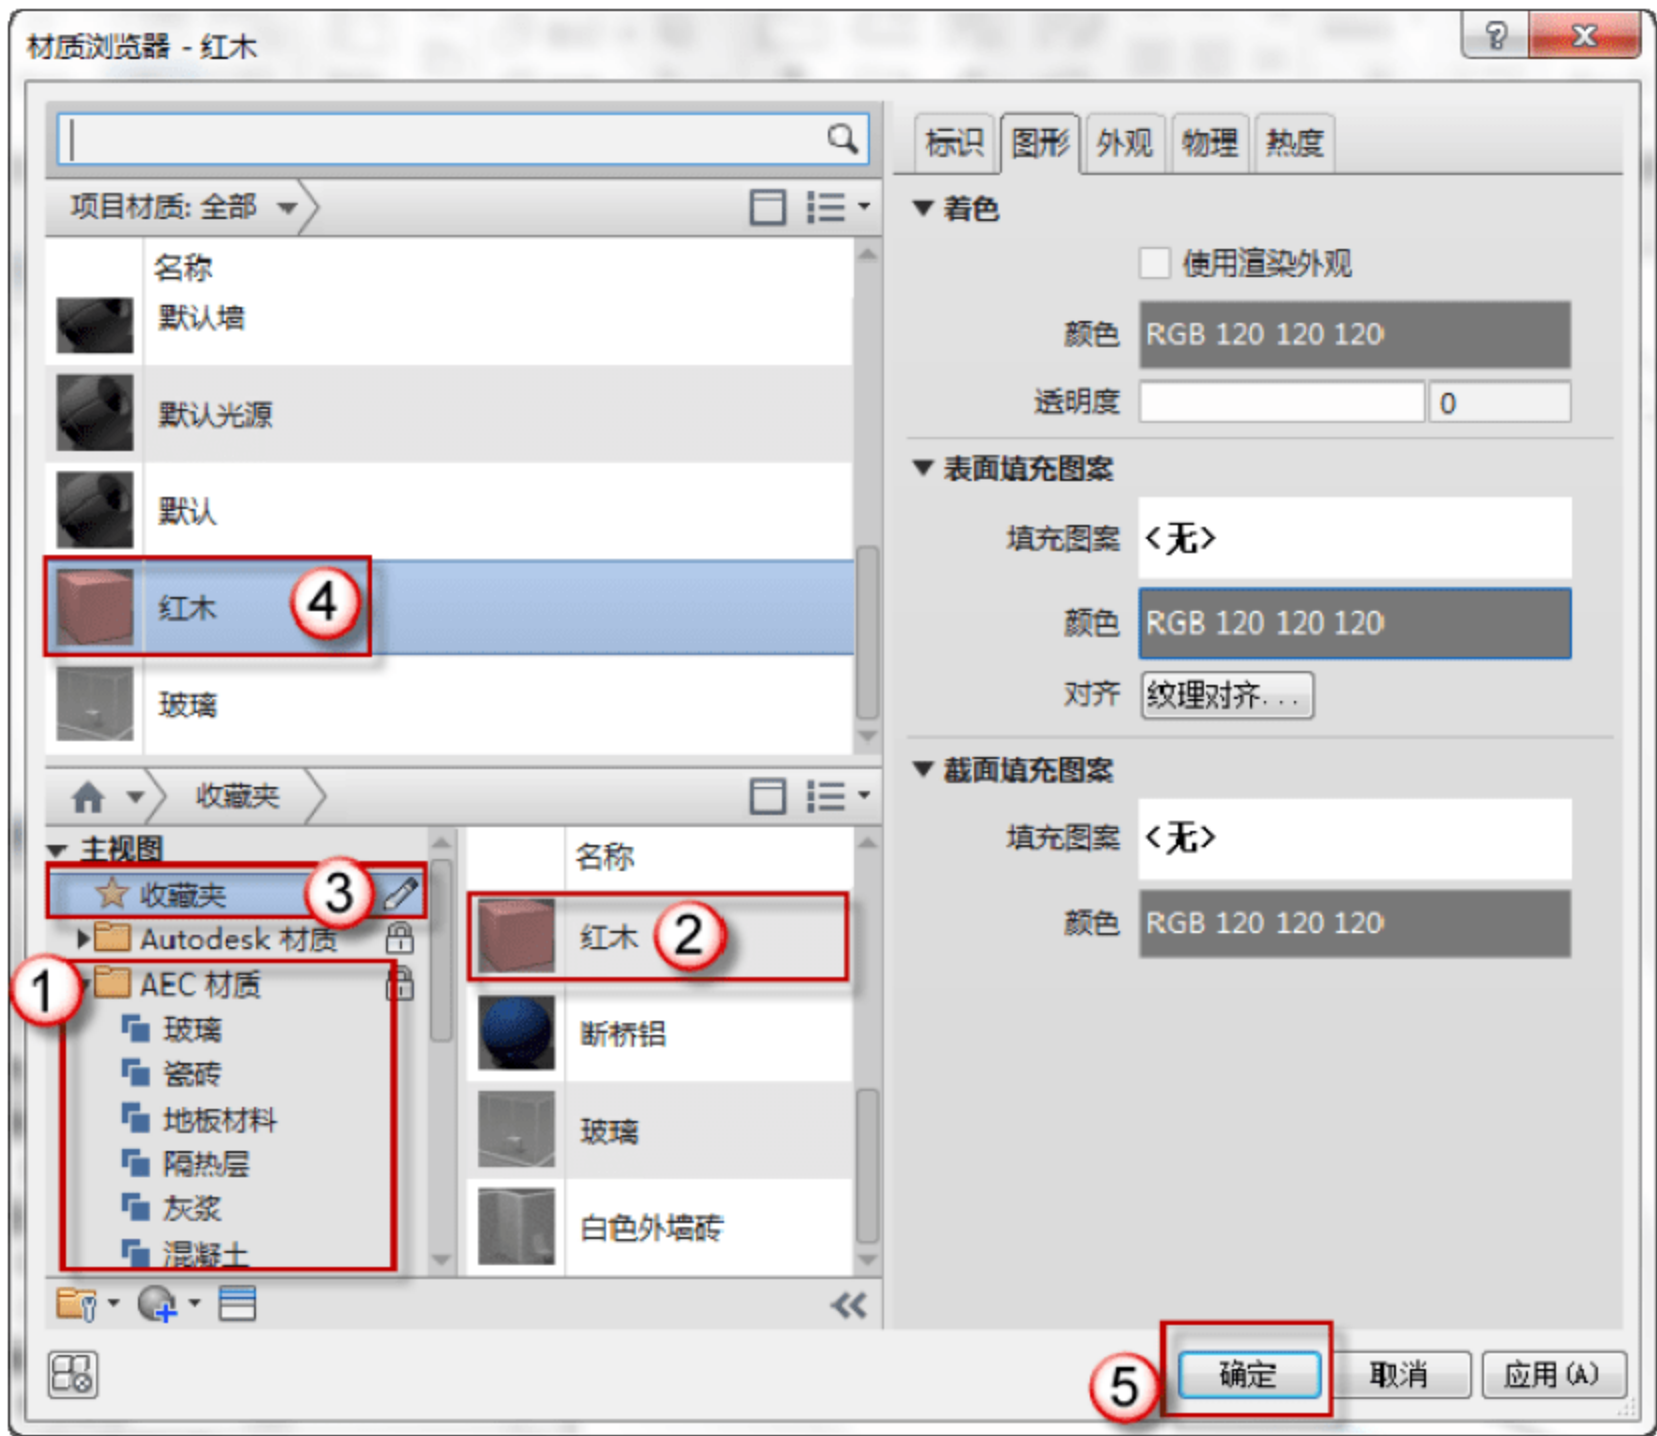 材质浏览器 - 红木
项目材质: 全部
名称
默认墙
默认光源
默认
红木
④
玻璃
收藏夹
主视图
收藏夹
③
Autodesk 材质
①
AEC 材质
玻璃
瓷砖
地板材料
隔热层
灰浆
混凝土
名称
红木
②
断桥铝
玻璃
白色外墙砖
标识 图形 外观 物理 热度
着色
使用渲染外观
颜色 RGB 120 120 120
透明度 0
表面填充图案
填充图案 <无>
颜色 RGB 120 120 120
对齐 纹理对齐...
截面填充图案
填充图案 <无>
颜色 RGB 120 120 120
⑤
确定 取消 应用(A)